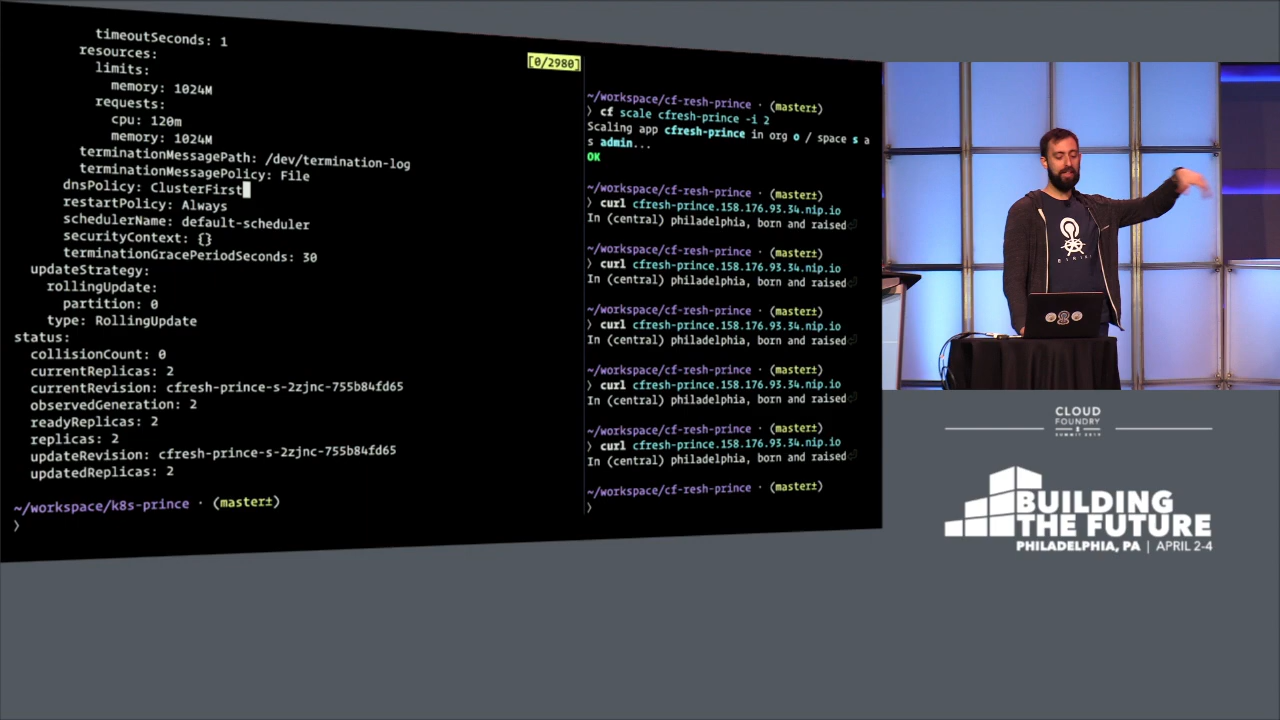 timeoutSeconds: 1
resources:
limits:
memory: 1024M
requests:
cpu: 120m
memory: 1024M
terminationMessagePath: /dev/termination-log
terminationMessagePolicy: File
dnsPolicy: ClusterFirst
restartPolicy: Always
schedulerName: default-scheduler
securityContext: {}
terminationGracePeriodSeconds: 30
updateStrategy:
rollingUpdate:
partition: 0
type: RollingUpdate
status:
collisionCount: 0
currentReplicas: 2
currentRevision: cfresh-prince-s-2zjnc-755b84fd65
observedGeneration: 2
readyReplicas: 2
replicas: 2
updateRevision: cfresh-prince-s-2zjnc-755b84fd65
updatedReplicas: 2
~/workspace/k8s-prince · (master±)
❯
[0/2980]
~/workspace/cf-resh-prince · (master±)
❯ cf scale cfresh-prince -i 2
Scaling app cfresh-prince in org o / space s a
s admin...
OK
~/workspace/cf-resh-prince · (master±)
❯ curl cfresh-prince.158.176.93.34.nip.io
In (central) philadelphia, born and raised⏎
~/workspace/cf-resh-prince · (master±)
❯ curl cfresh-prince.158.176.93.34.nip.io
In (central) philadelphia, born and raised⏎
~/workspace/cf-resh-prince · (master±)
❯ curl cfresh-prince.158.176.93.34.nip.io
In (central) philadelphia, born and raised⏎
~/workspace/cf-resh-prince · (master±)
❯ curl cfresh-prince.158.176.93.34.nip.io
In (central) philadelphia, born and raised⏎
~/workspace/cf-resh-prince · (master±)
❯ curl cfresh-prince.158.176.93.34.nip.io
In (central) philadelphia, born and raised⏎
~/workspace/cf-resh-prince · (master±)
❯
EIRINI
CLOUD
FOUNDRY
SUMMIT 2019
BUILDING
THE FUTURE
PHILADELPHIA, PA | APRIL 2-4